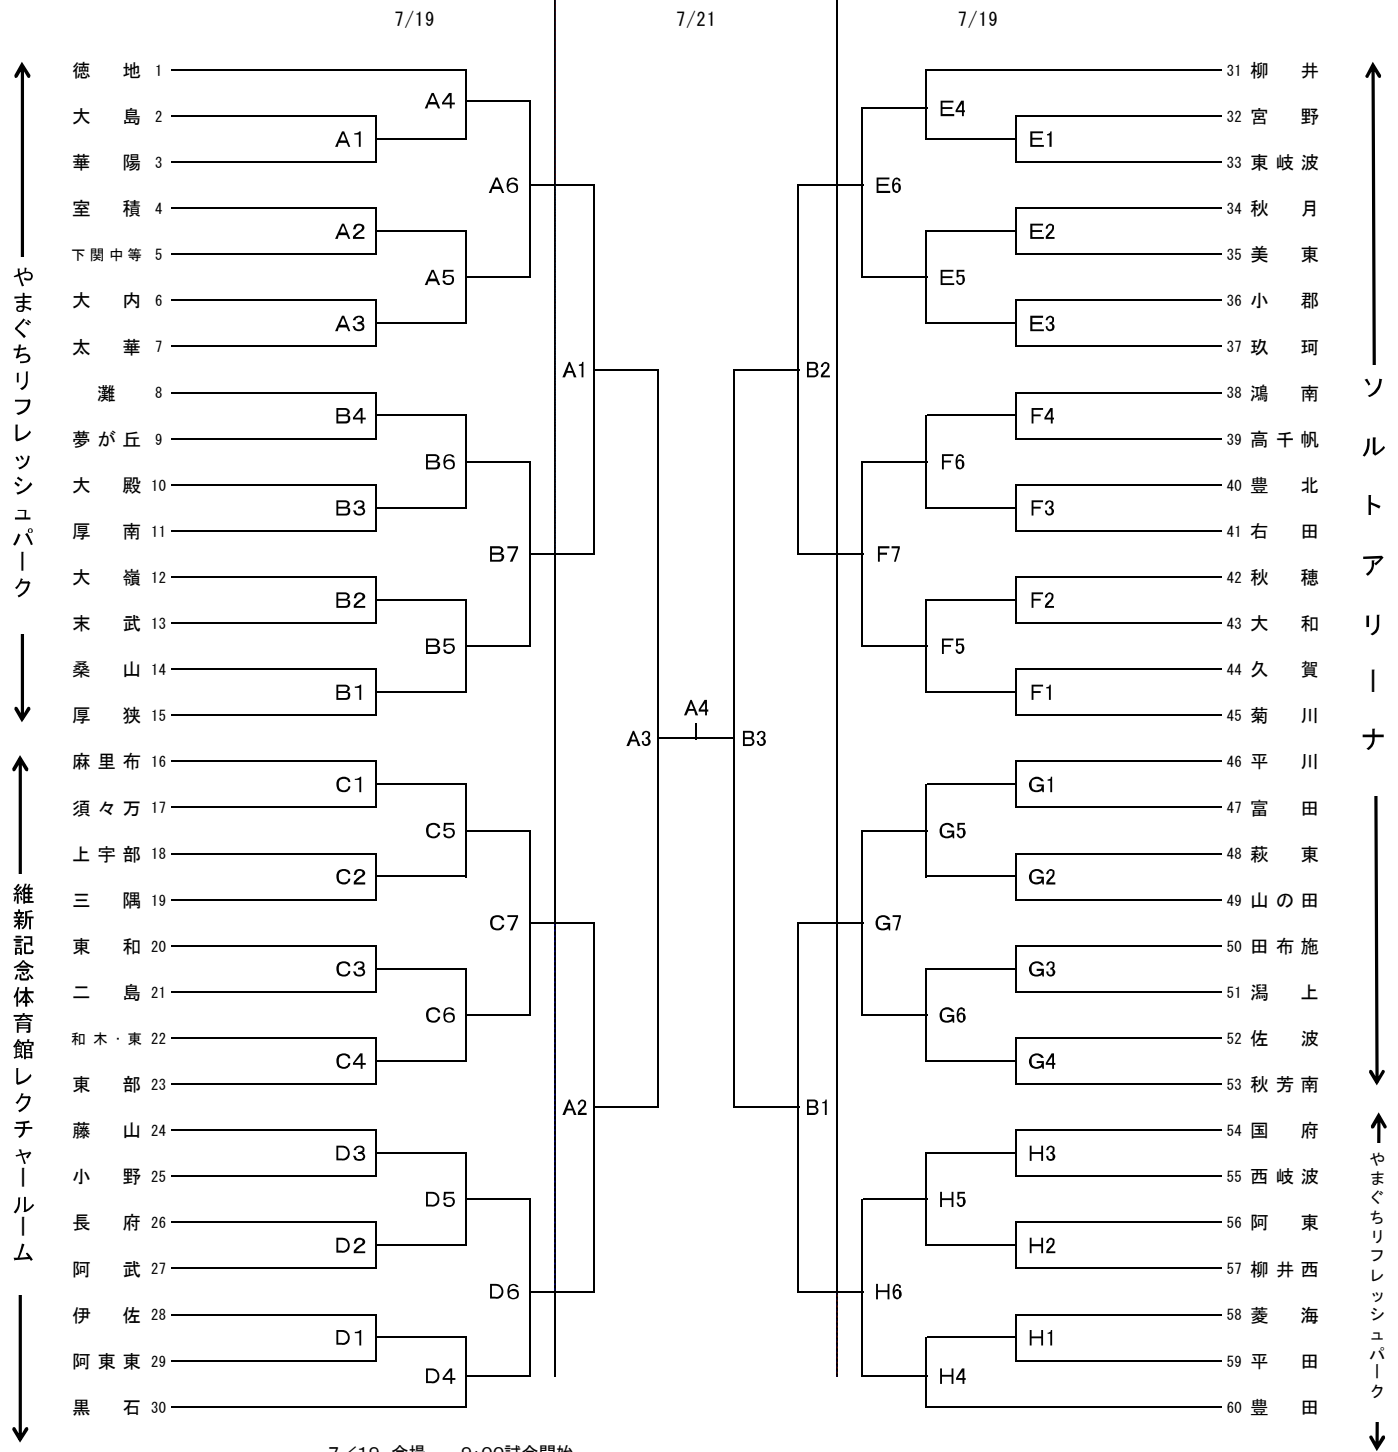 7/19
7/21
7/19
やまぐちリフレッシュパーク
維新記念体育館レクチャールーム
徳地 1
大島 2
華陽 3
室積 4
下関中等 5
大内 6
太華 7
灘 8
夢が丘 9
大殿 10
厚南 11
大嶺 12
末武 13
桑山 14
厚狭 15
麻里布 16
須々万 17
上宇部 18
三隅 19
東和 20
二島 21
和木・東 22
東部 23
藤山 24
小野 25
長府 26
阿武 27
伊佐 28
阿東東 29
黒石 30
A1
A2
A3
B4
B3
B2
B1
C1
C2
C3
C4
D3
D2
D1
A4
A5
B6
B5
C5
C6
D5
D4
A6
B7
C7
D6
A1
A2
A3
A4
B3
B2
B1
E6
F7
G7
H6
E4
E5
F6
F5
G5
G6
H5
H4
E1
E2
E3
F4
F3
F2
F1
G1
G2
G3
G4
H3
H2
H1
31 柳井
32 宮野
33 東岐波
34 秋月
35 美東
36 小郡
37 玖珂
38 鴻南
39 高千帆
40 豊北
41 右田
42 秋穂
43 大和
44 久賀
45 菊川
46 平川
47 富田
48 萩東
49 山の田
50 田布施
51 潟上
52 佐波
53 秋芳南
54 国府
55 西岐波
56 阿東
57 柳井西
58 菱海
59 平田
60 豊田
ソルトアリーナ
やまぐちリフレッシュパーク